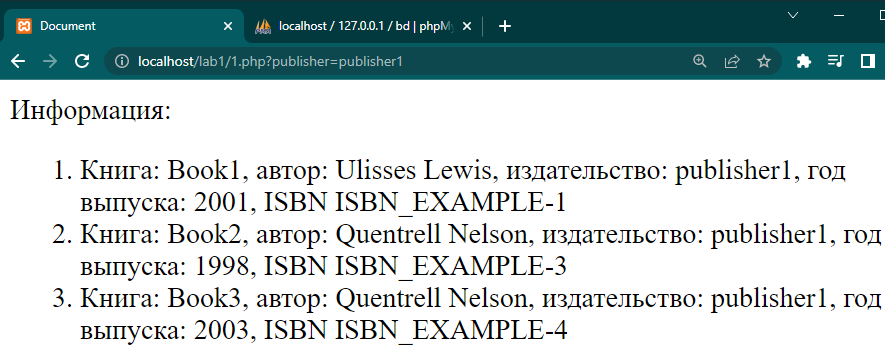 Document
localhost / 127.0.0.1 / bd | phpMy
localhost/lab1/1.php?publisher=publisher1
Информация:
1. Книга: Book1, автор: Ulisses Lewis, издательство: publisher1, год
выпуска: 2001, ISBN ISBN_EXAMPLE-1
2. Книга: Book2, автор: Quentrell Nelson, издательство: publisher1, год
выпуска: 1998, ISBN ISBN_EXAMPLE-3
3. Книга: Book3, автор: Quentrell Nelson, издательство: publisher1, год
выпуска: 2003, ISBN ISBN_EXAMPLE-4